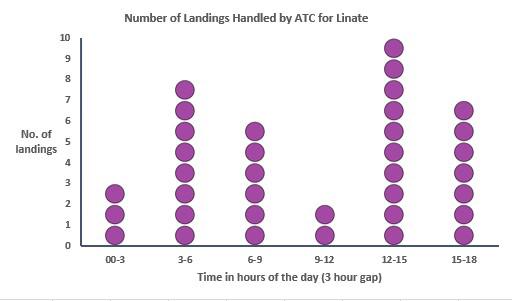 Number of Landings Handled by ATC for Linate
10
9
8
7
6
5
4
3
2
1
0
No. of
landings
00-3 3-6 6-9 9-12 12-15 15-18
Time in hours of the day (3 hour gap)